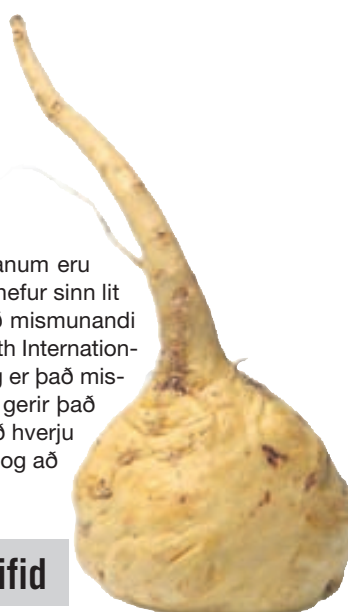 anum eru
hefur sinn lit
ð mismunandi
th Internation-
g er það mis-
gerir það
ð hverju
og að
ifid